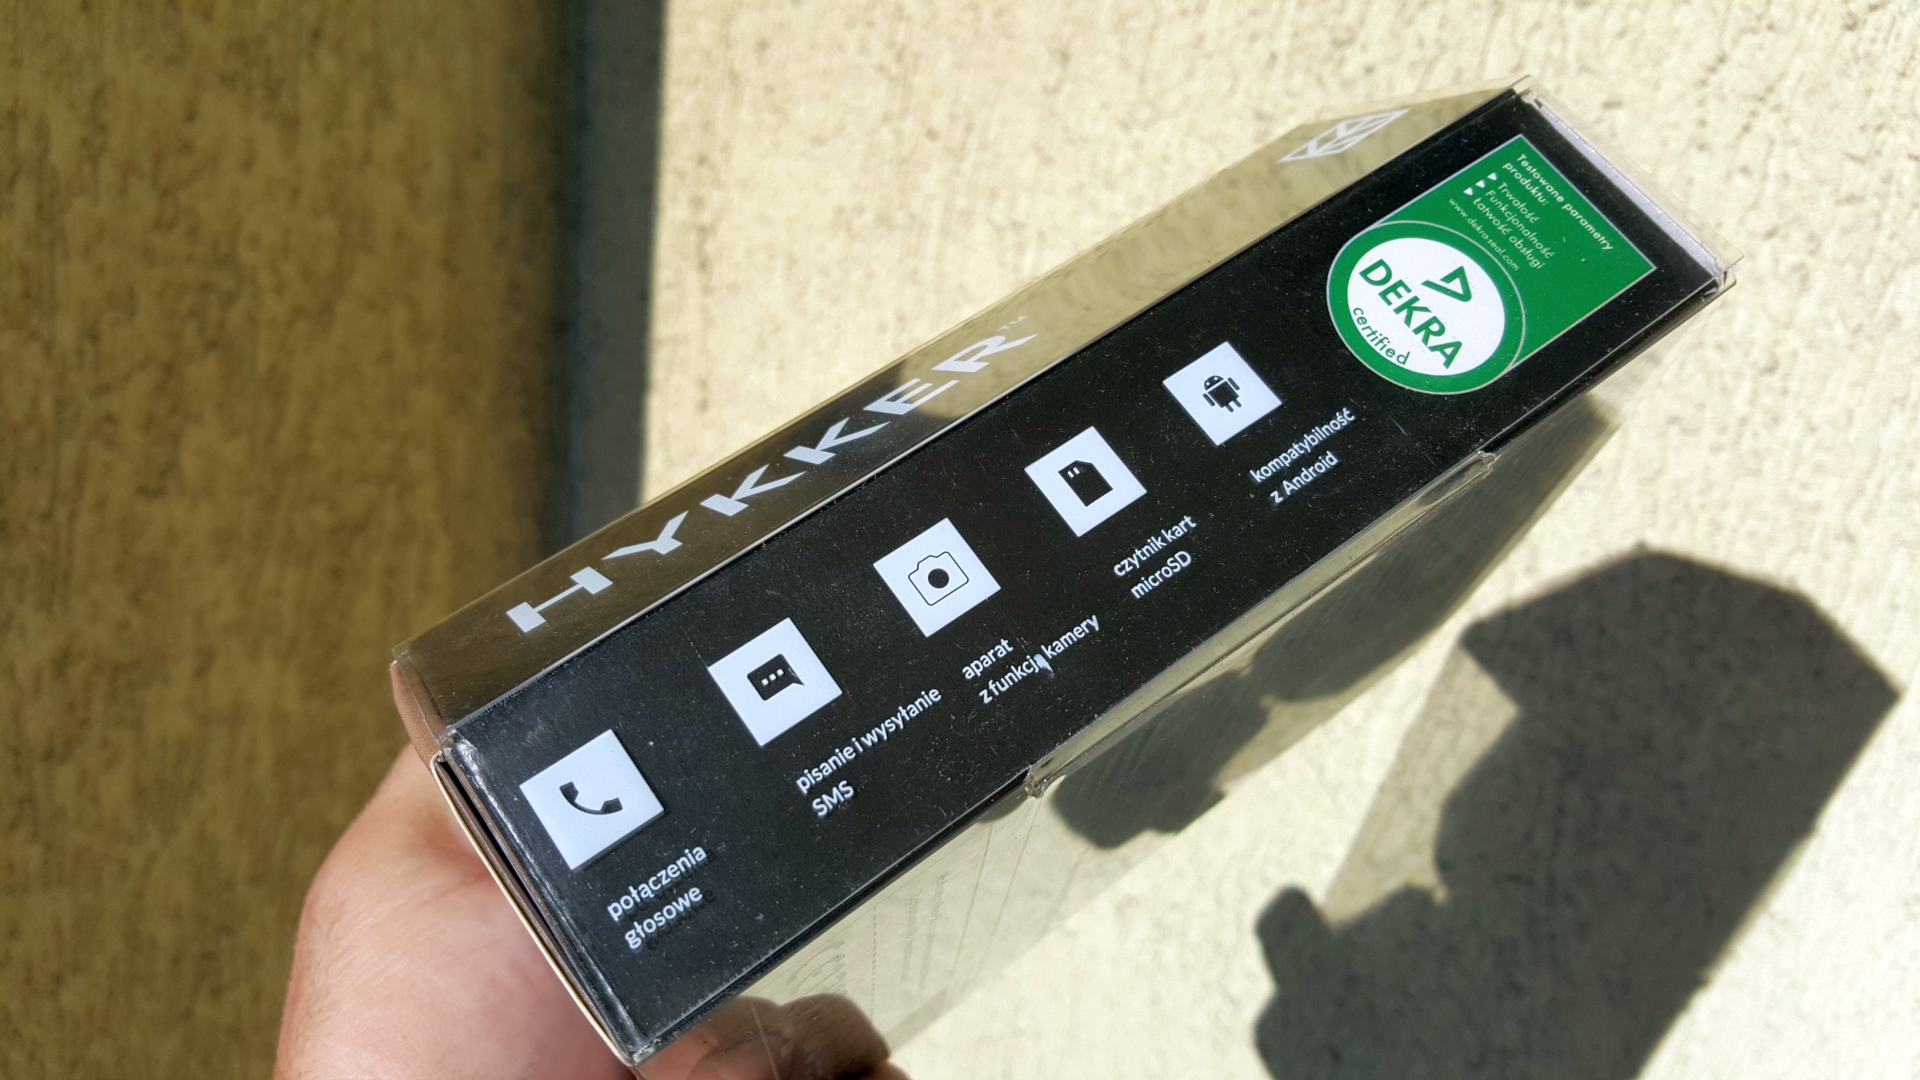 HYKKER
połączenia
głosowe
pisanie i wysyłanie
SMS
aparat
z funkcją kamery
czytnik kart
microSD
kompatybilność
z Android
Testowane parametry
produktu:
Trwałość
Funkcjonalność
Łatwość obsługi
www.dekra-seal.com
DEKRA
certified